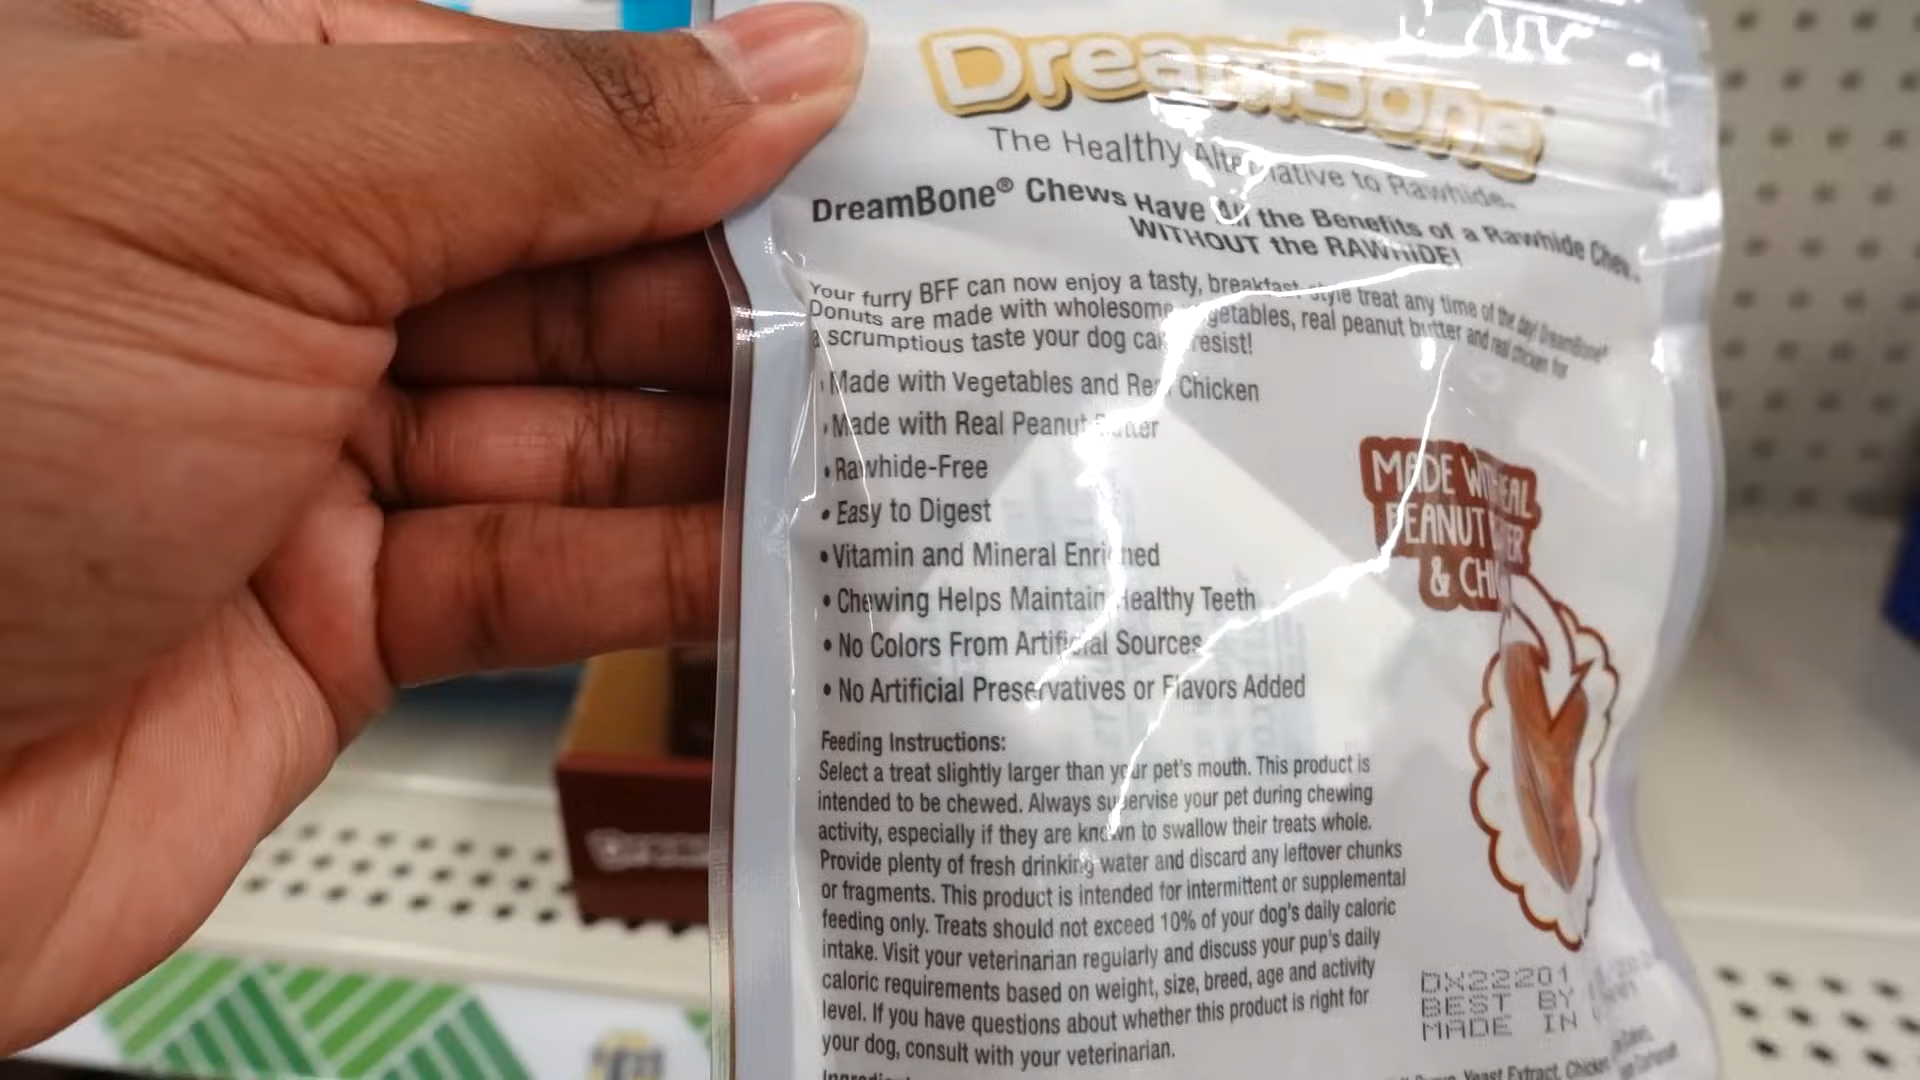 DreamBone
The Healthy Alternative to Rawhide™
DreamBone® Chews Have All the Benefits of a Rawhide Chew
WITHOUT the RAWHIDE!
Your furry BFF can now enjoy a tasty, breakfast-style treat any time of the day! DreamBone®
Donuts are made with wholesome vegetables, real peanut butter and real chicken for
a scrumptious taste your dog can resist!
• Made with Vegetables and Real Chicken
• Made with Real Peanut Butter
• Rawhide-Free
• Easy to Digest
• Vitamin and Mineral Enriched
• Chewing Helps Maintain Healthy Teeth
• No Colors From Artificial Sources
• No Artificial Preservatives or Flavors Added
MADE WITH REAL
PEANUT BUTTER
& CHI
Feeding Instructions:
Select a treat slightly larger than your pet's mouth. This product is
intended to be chewed. Always supervise your pet during chewing
activity, especially if they are known to swallow their treats whole.
Provide plenty of fresh drinking water and discard any leftover chunks
or fragments. This product is intended for intermittent or supplemental
feeding only. Treats should not exceed 10% of your dog's daily caloric
intake. Visit your veterinarian regularly and discuss your pup's daily
caloric requirements based on weight, size, breed, age and activity
level. If you have questions about whether this product is right for
your dog, consult with your veterinarian.
DX22201
BEST BY
MADE IN
Yeast Extract, Chicken